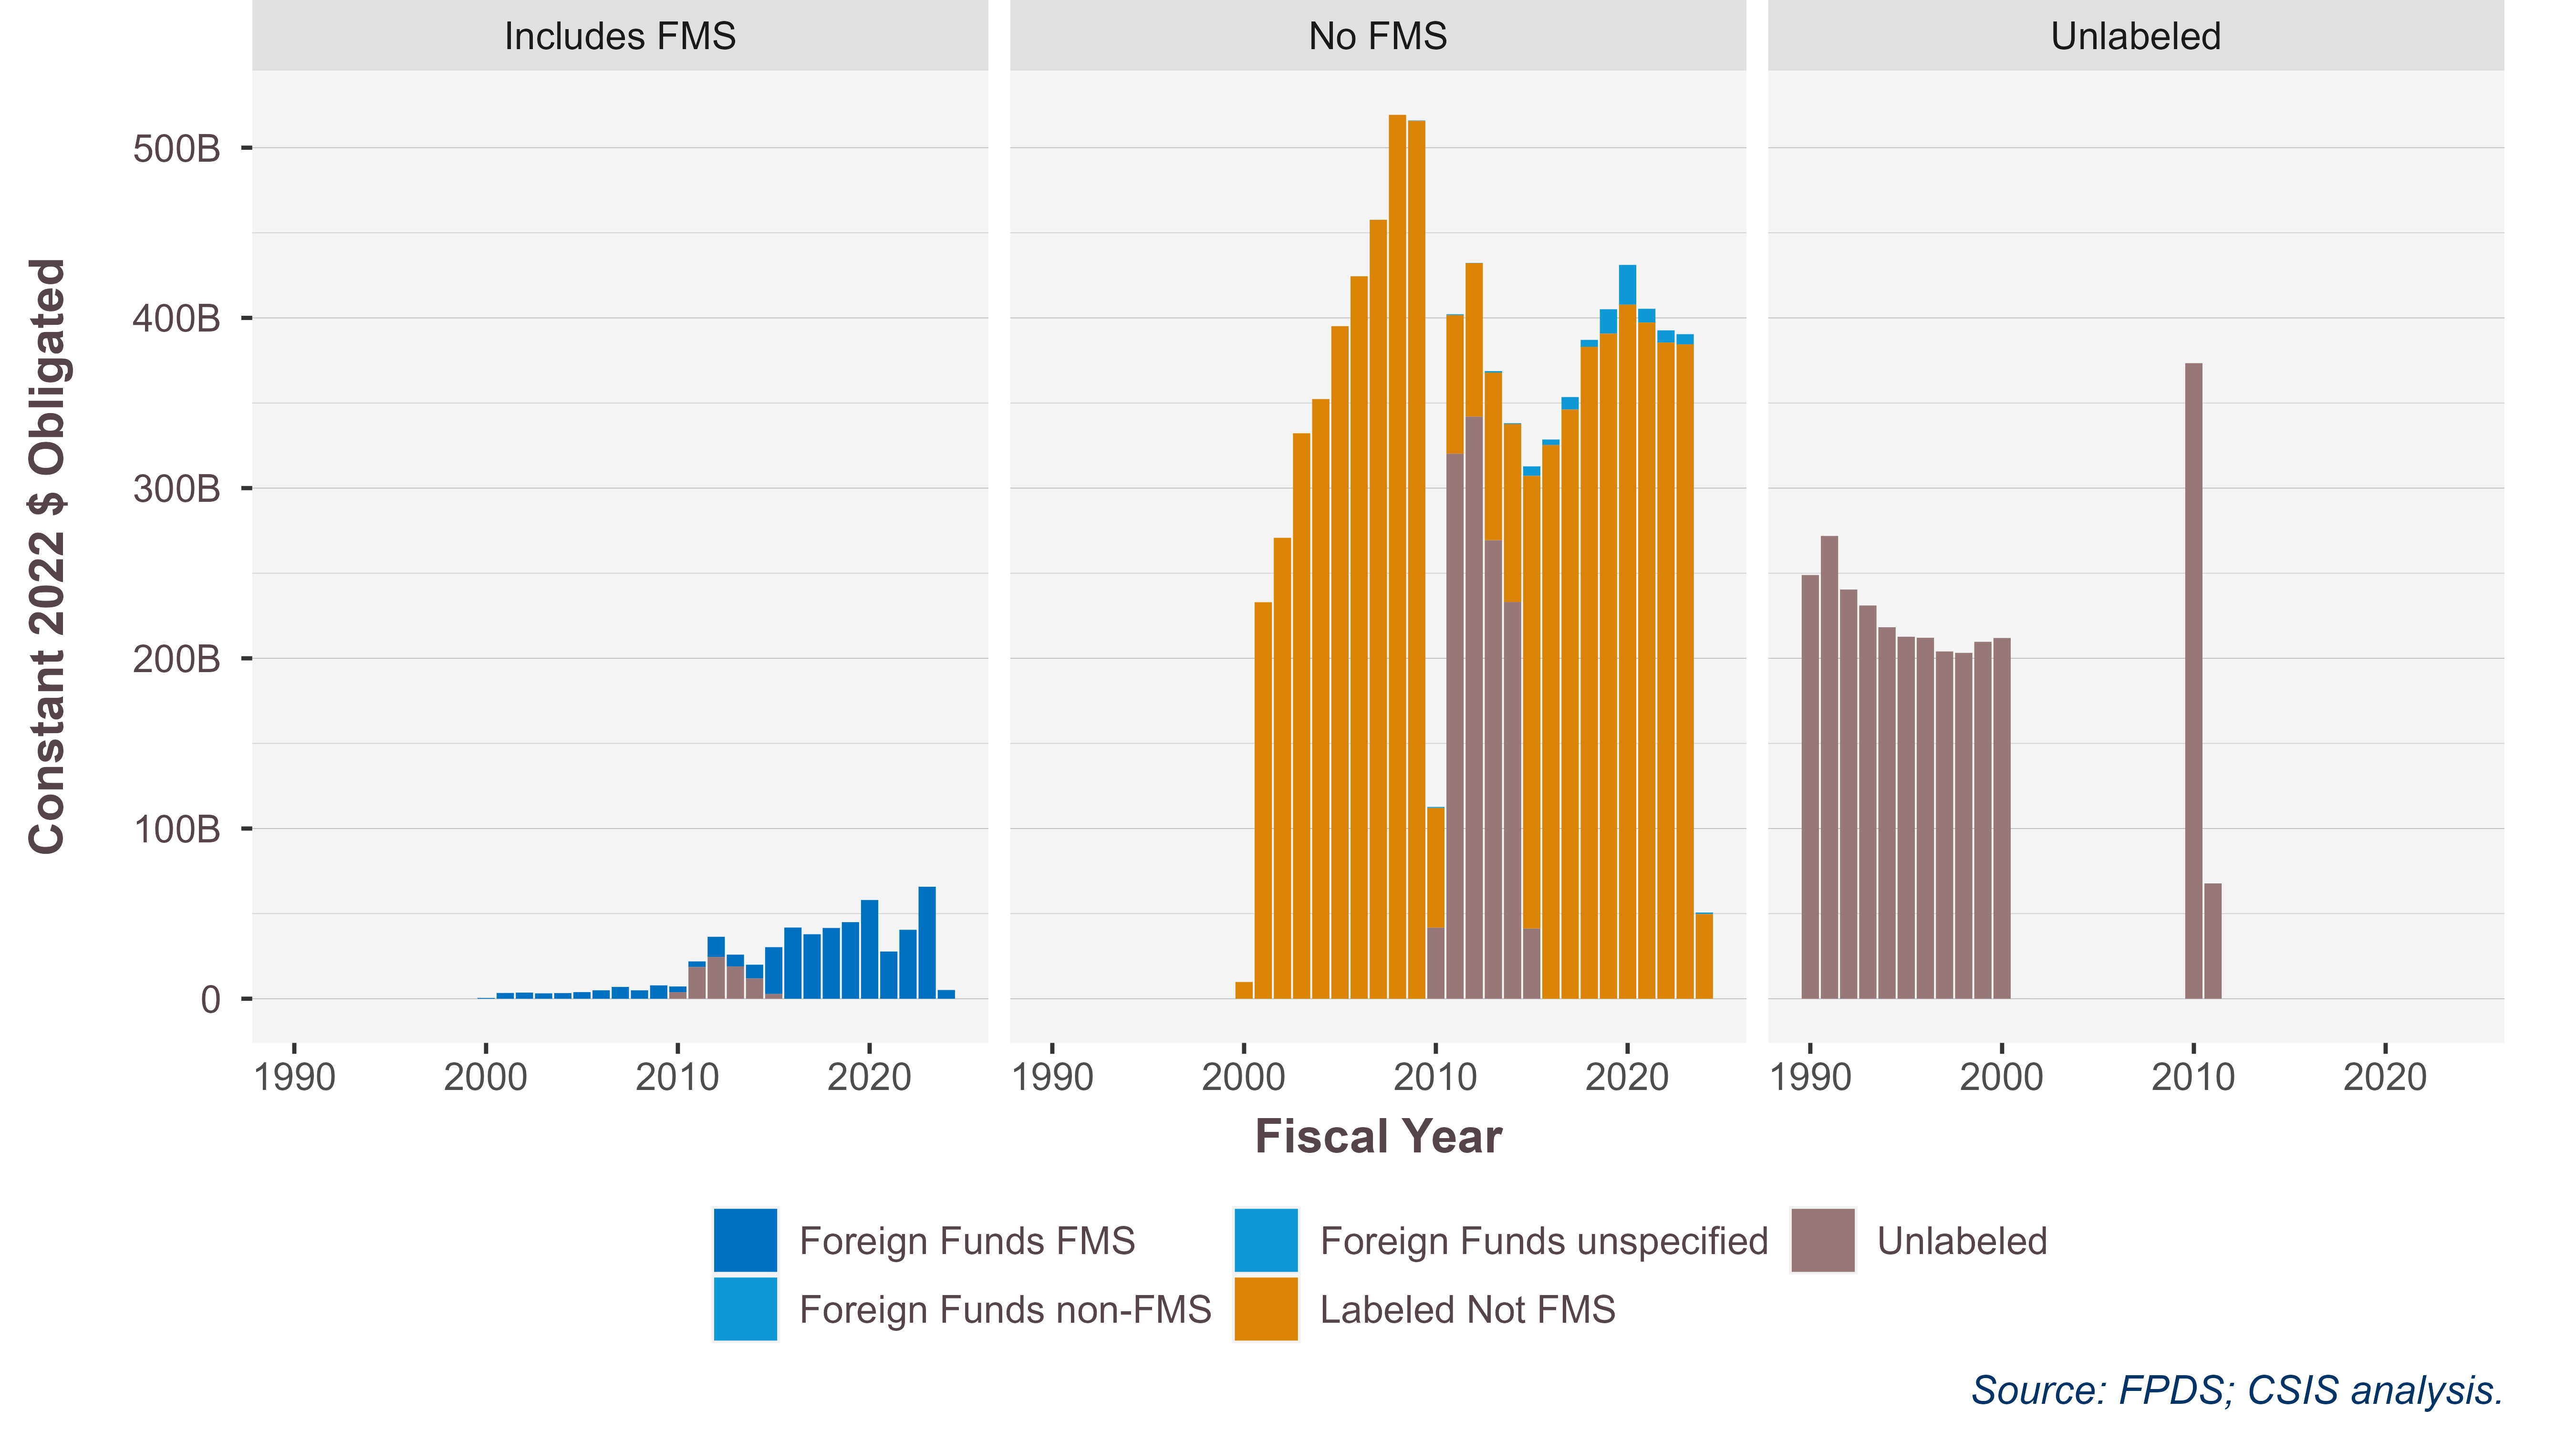 Includes FMS
No FMS
Unlabeled
Constant 2022 $ Obligated
500B
400B
300B
200B
100B
0
1990 2000 2010 2020
1990 2000 2010 2020
1990 2000 2010 2020
Fiscal Year
Foreign Funds FMS
Foreign Funds unspecified
Unlabeled
Foreign Funds non-FMS
Labeled Not FMS
Source: FPDS; CSIS analysis.